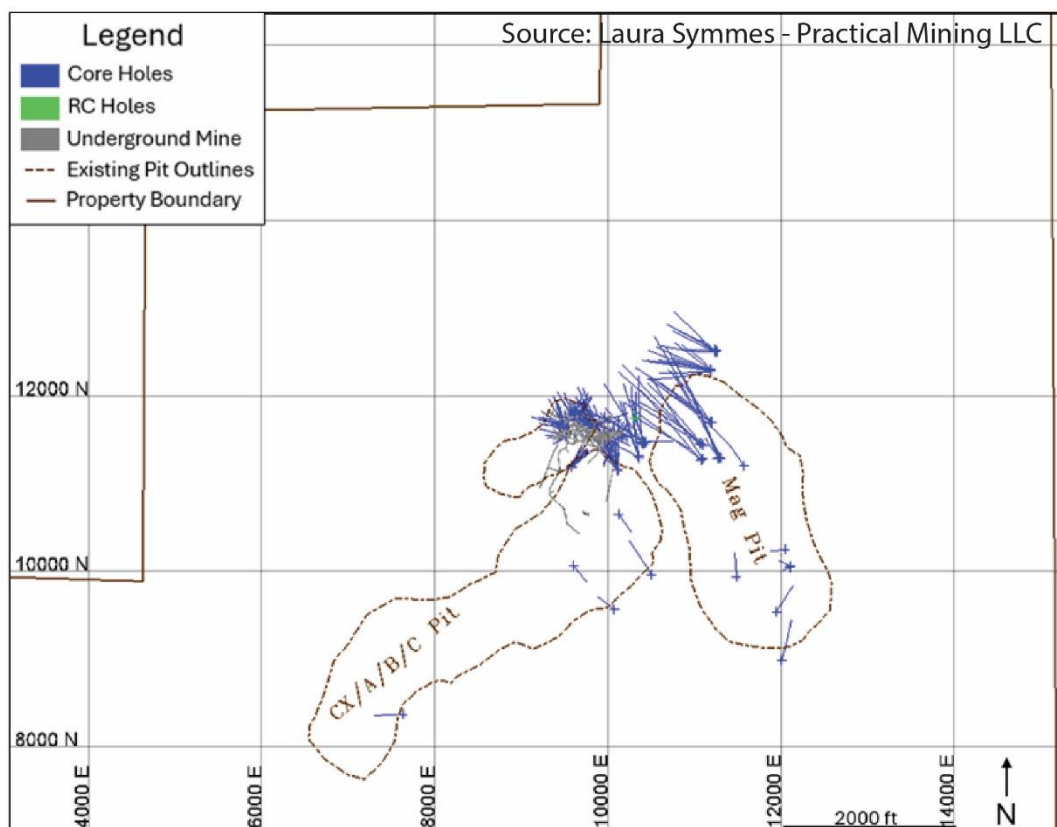 Legend
Core Holes
RC Holes
Underground Mine
Existing Pit Outlines
Property Boundary
Source: Laura Symmes - Practical Mining LLC
12000 N
10000 N
8000 N
Mag Pit
CX/A/B/C Pit
4000 E
6000 E
8000 E
10000 E
12000 E
14000 E
2000 ft
N